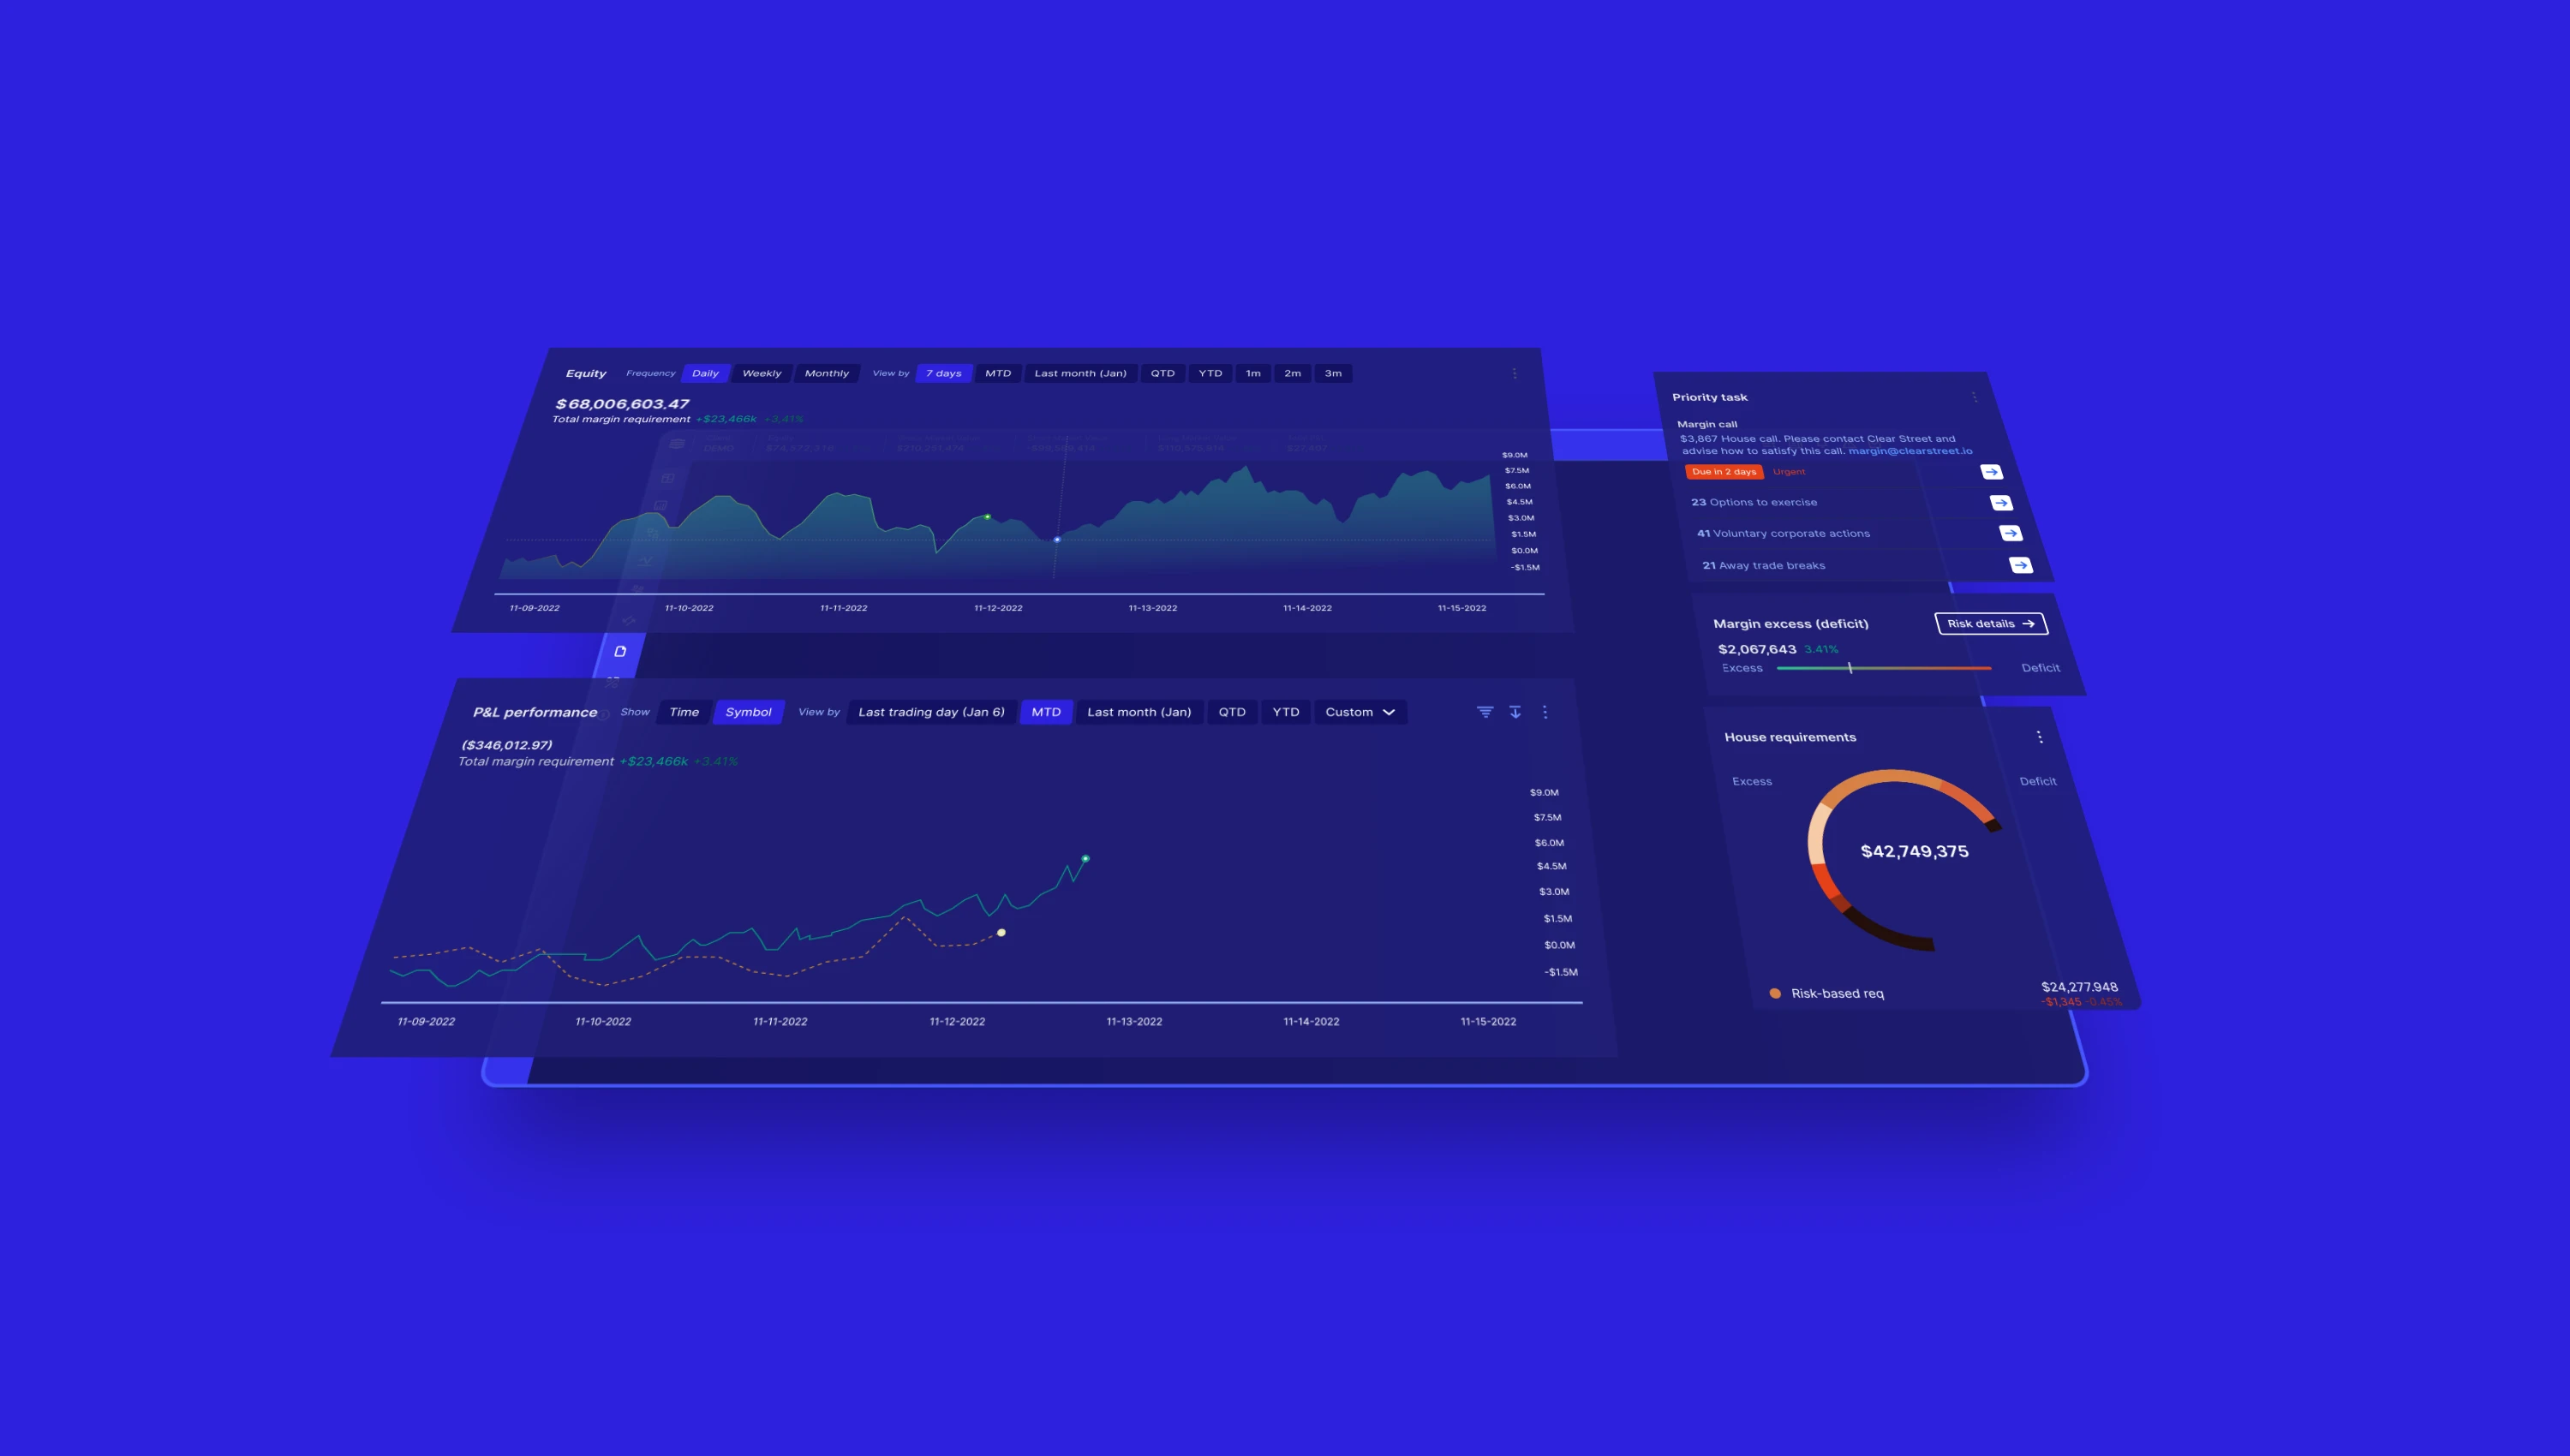 Equity Frequency Daily Weekly Monthly View by 7 days MTD Last month (Jan) QTD YTD 1m 2m 3m
$68,006,603.47
Total margin requirement +$23,466k +3.41%
$9.0M
$7.5M
$6.0M
$4.5M
$3.0M
$1.5M
$0.0M
-$1.5M
11-09-2022 11-10-2022 11-11-2022 11-12-2022 11-13-2022 11-14-2022 11-15-2022
P&L performance Show Time Symbol View by Last trading day (Jan 6) MTD Last month (Jan) QTD YTD Custom
($346,012.97)
Total margin requirement +$23,466k +3.41%
$9.0M
$7.5M
$6.0M
$4.5M
$3.0M
$1.5M
$0.0M
-$1.5M
11-09-2022 11-10-2022 11-11-2022 11-12-2022 11-13-2022 11-14-2022 11-15-2022
Priority task
Margin call
$3,867 House call. Please contact Clear Street and
advise how to satisfy this call. margin@clearstreet.io
Due in 2 days Urgent
23 Options to exercise
41 Voluntary corporate actions
21 Away trade breaks
Margin excess (deficit) Risk details
$2,067,643 3.41%
Excess Deficit
House requirements
Excess Deficit
$42,749,375
Risk-based req $24,277.948
-$1,345 -0.45%